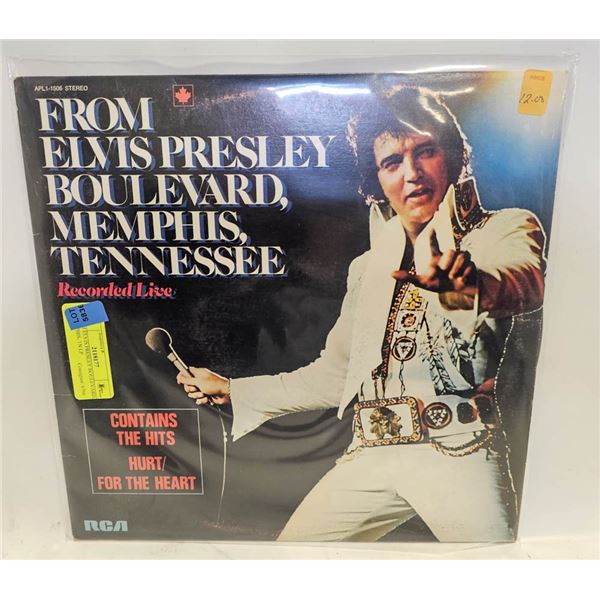 APL1-1506 STEREO
FROM
ELVIS PRESLEY
BOULEVARD,
MEMPHIS,
TENNESSEE
Recorded Live
PRICE
12.00
LOT
CONTAINS
THE HITS
HURT/
FOR THE HEART
RCA